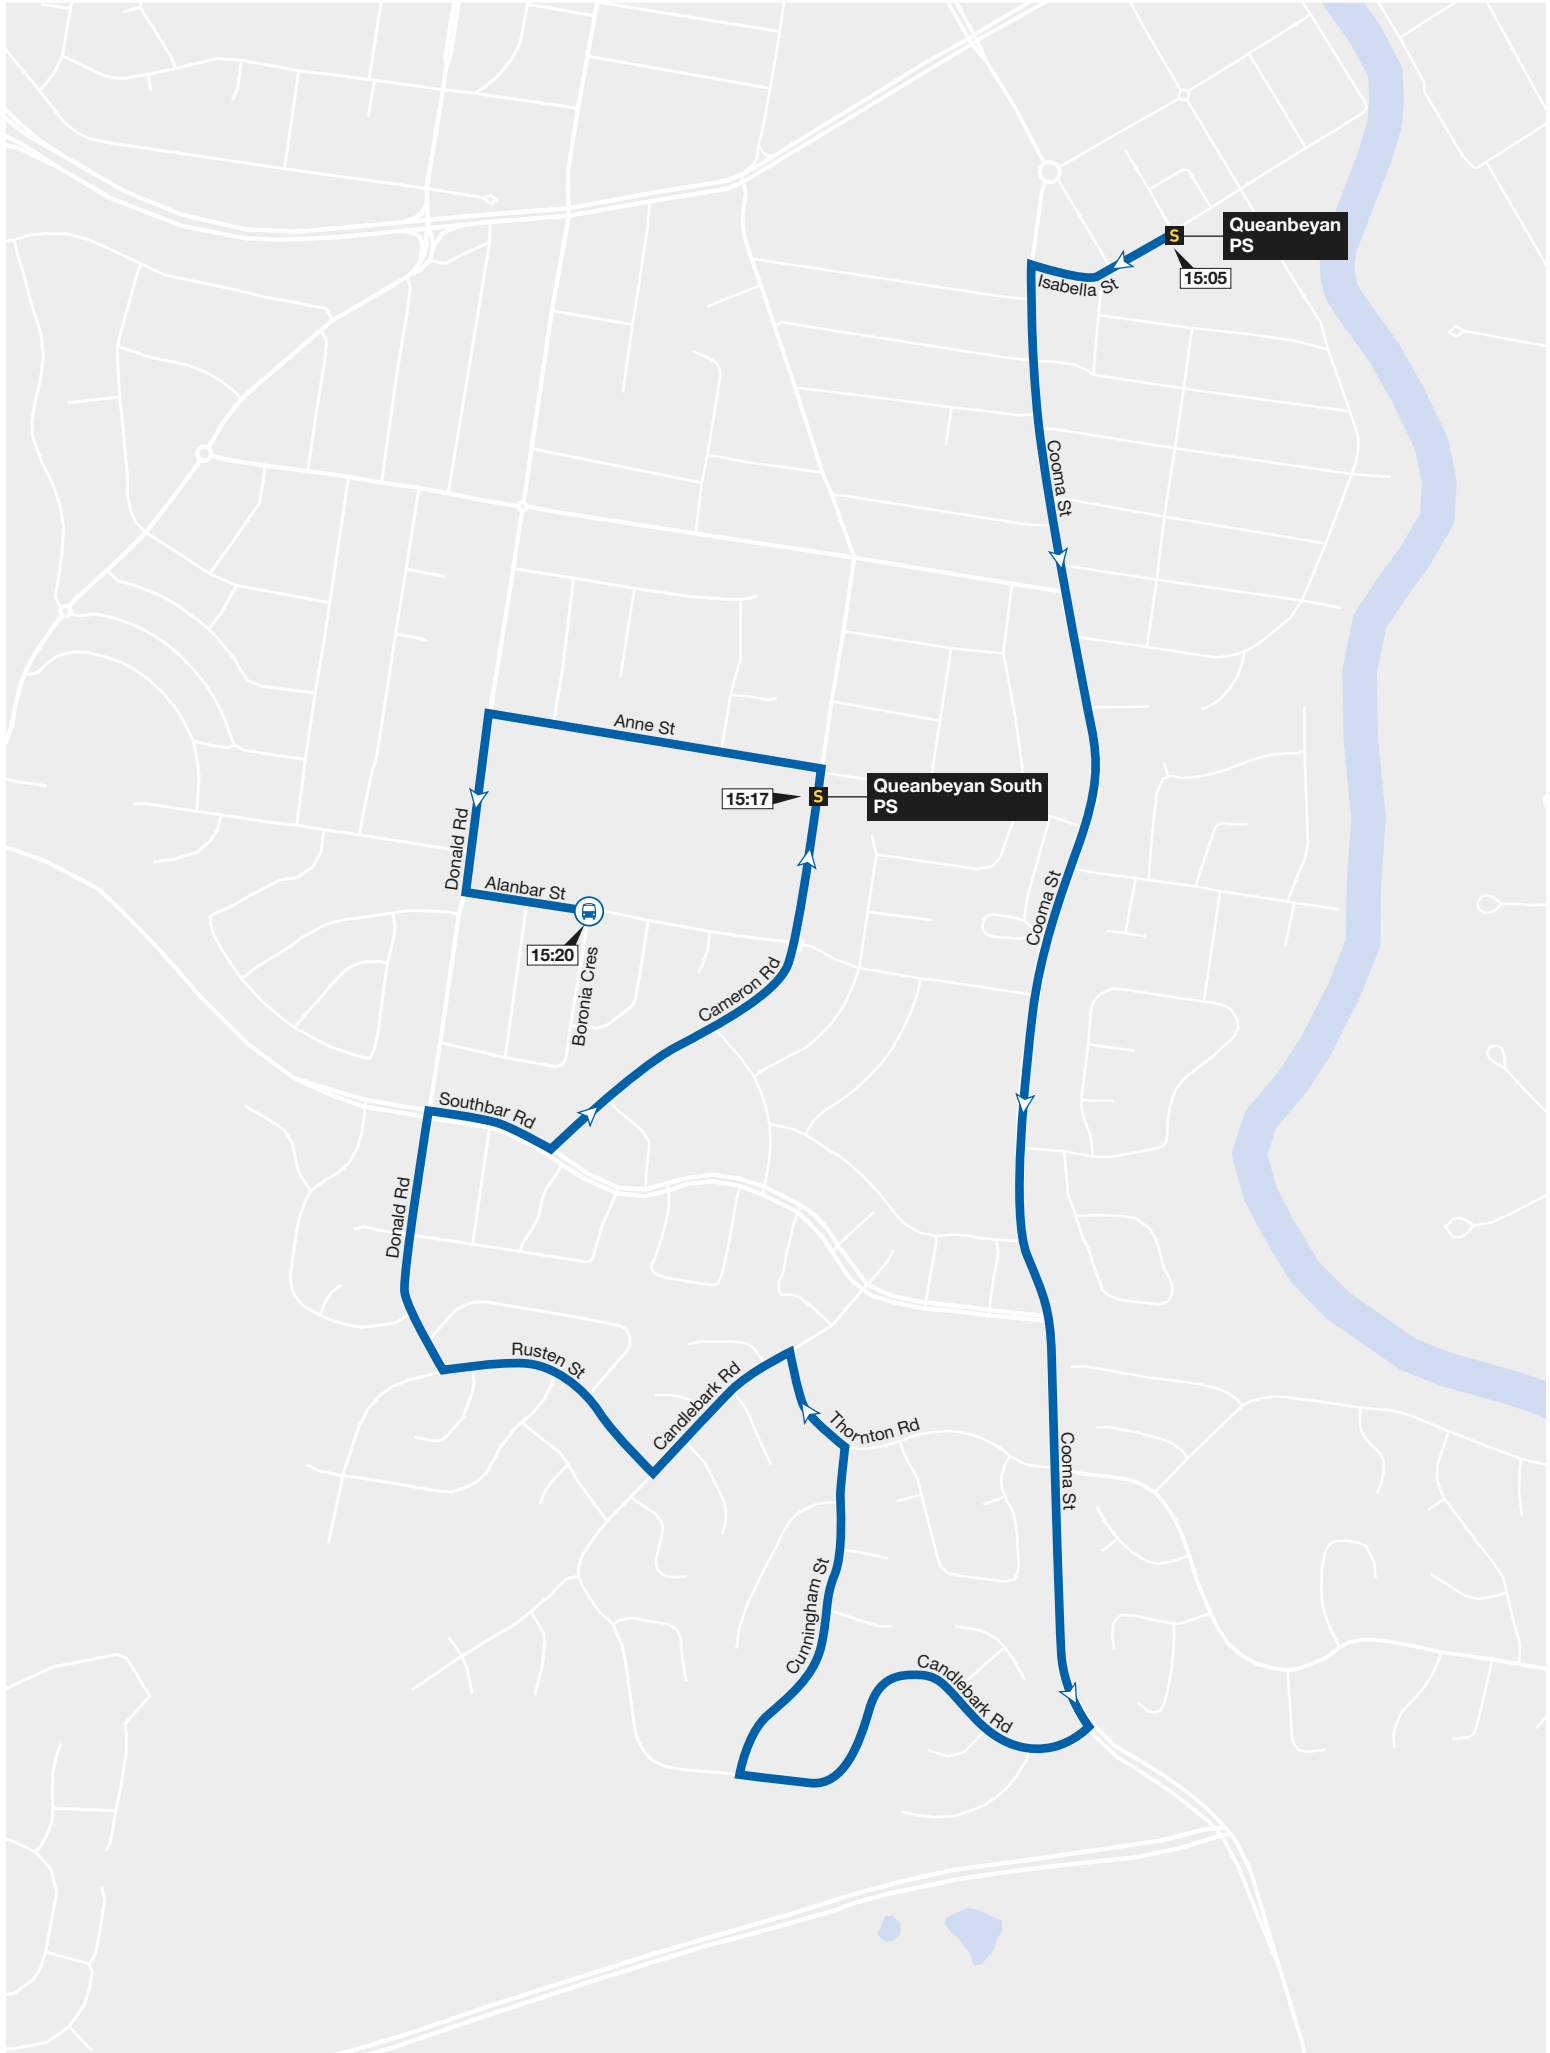 S
Queanbeyan
PS
15:05
Isabella St
Cooma St
Anne St
Queanbeyan South
PS
15:17
S
Donald Rd
Alanbar St
Cooma St
15:20
Boronia Cres
Cameron Rd
Southbar Rd
Donald Rd
Rusten St
Candlebark Rd
Thornton Rd
Cooma St
Cunningham St
Candlebark Rd